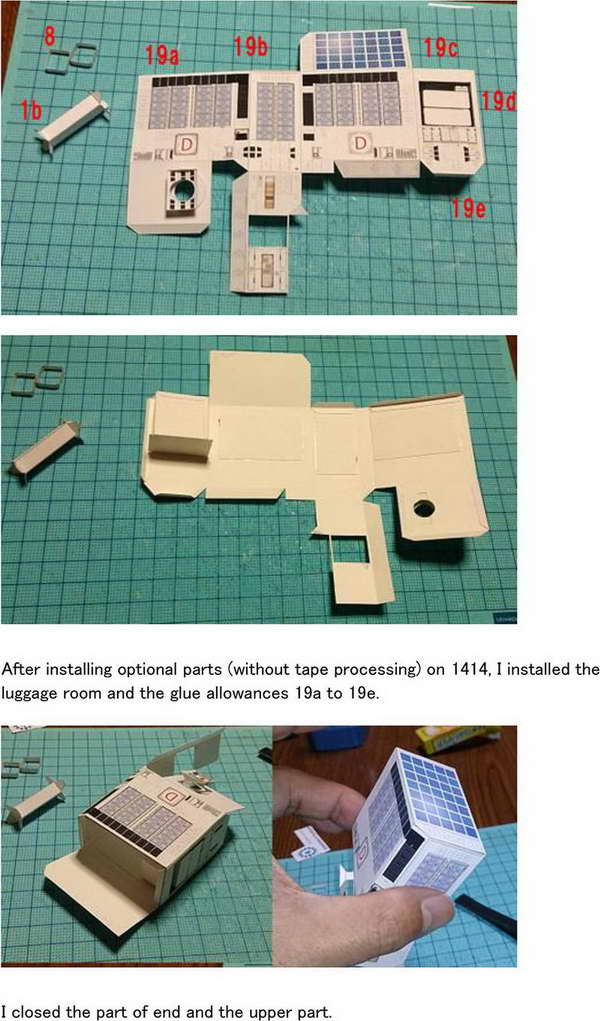 8
19a
19b
19c
1b
19d
D
D
19e
After installing optional parts (without tape processing) on 1414, I installed the
luggage room and the glue allowances 19a to 19e.
D
I closed the part of end and the upper part.